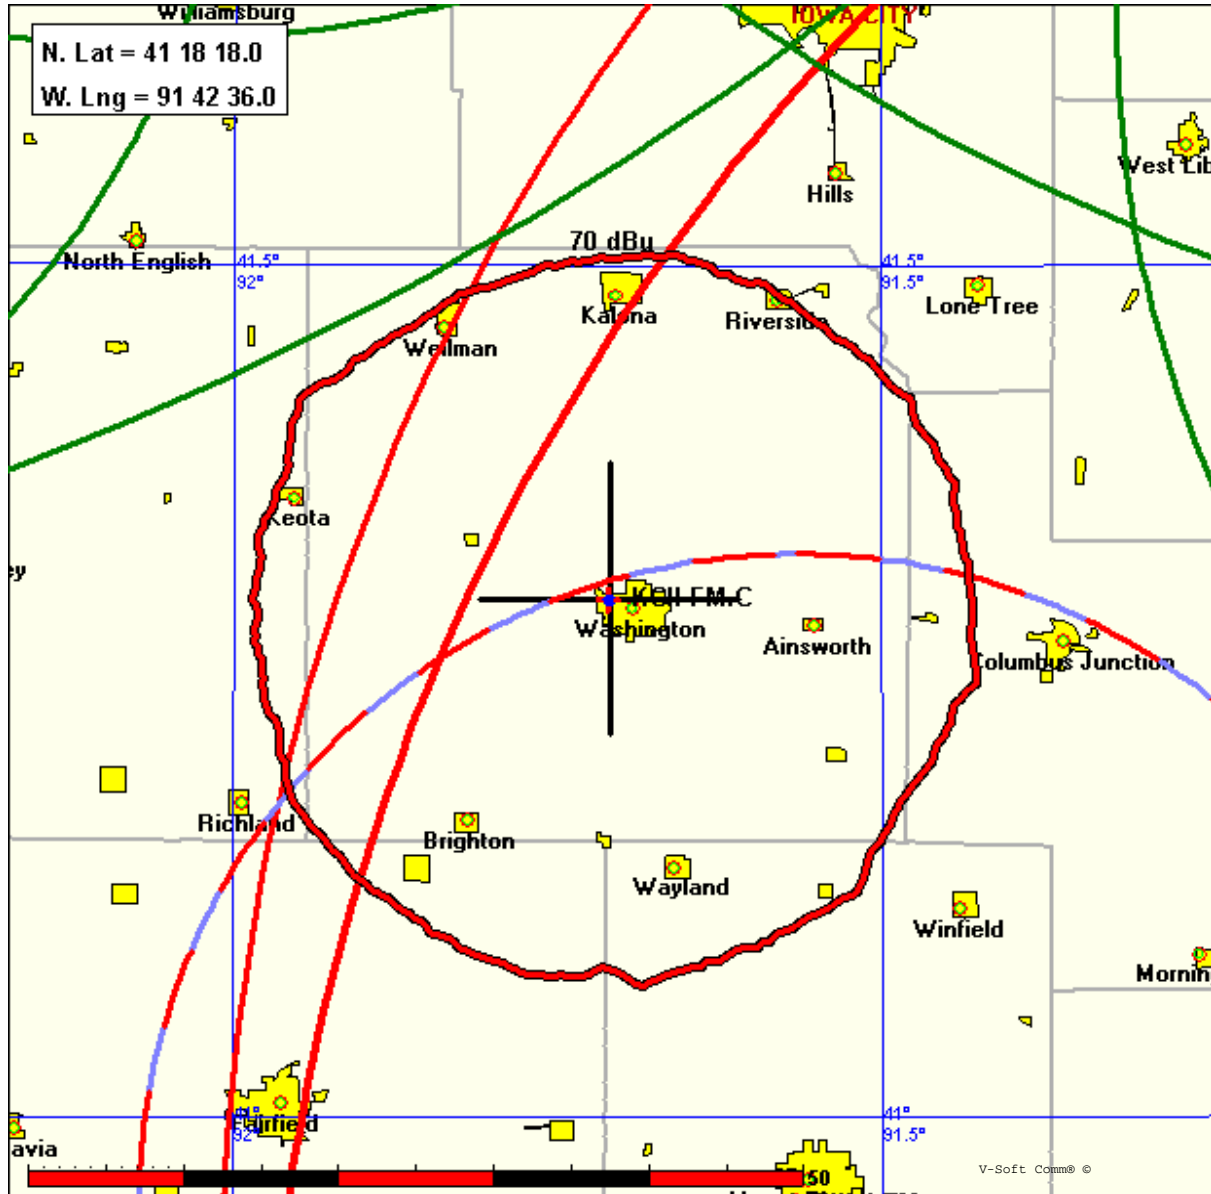 Williamsburg
IOWA CITY
N. Lat = 41 18 18.0
W. Lng = 91 42 36.0
West Lib
Hills
North English
70 dBu
41.5°
92°
41.5°
91.5°
Lone Tree
Kalona
Riverside
Wellman
Keota
ey
KCII-FM.C
Washington
Ainsworth
Columbus Junction
Richland
Brighton
Wayland
Winfield
Mornin
41°
92°
Fairfield
41°
91.5°
avia
50
V-Soft Comm® ©